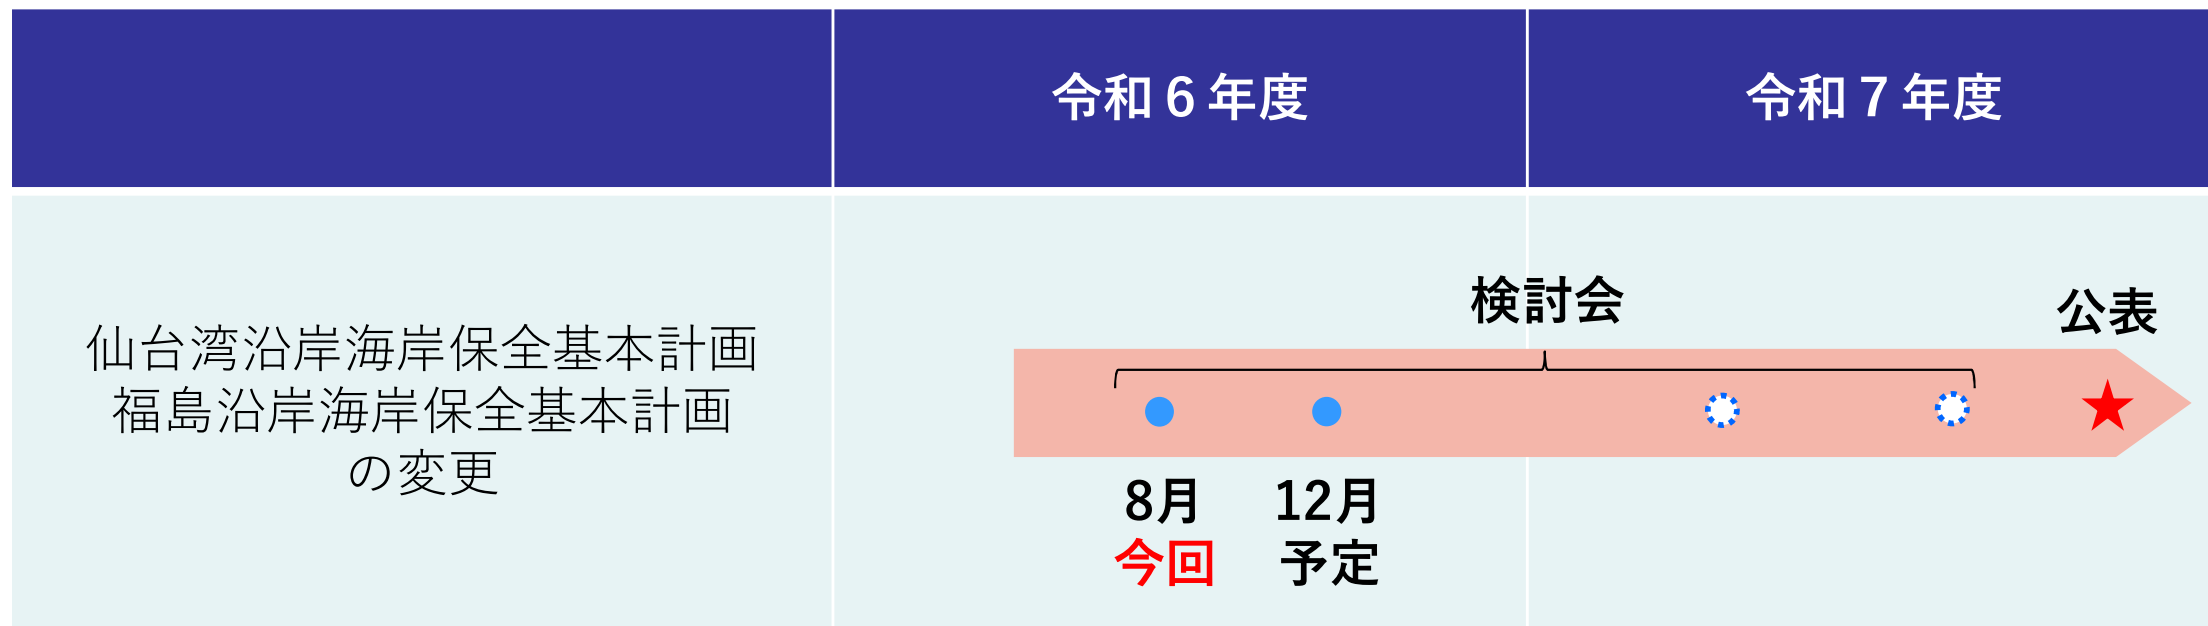 令和６年度
令和７年度
仙台湾沿岸海岸保全基本計画
福島沿岸海岸保全基本計画
の変更
検討会
公表
8月
今回
12月
予定